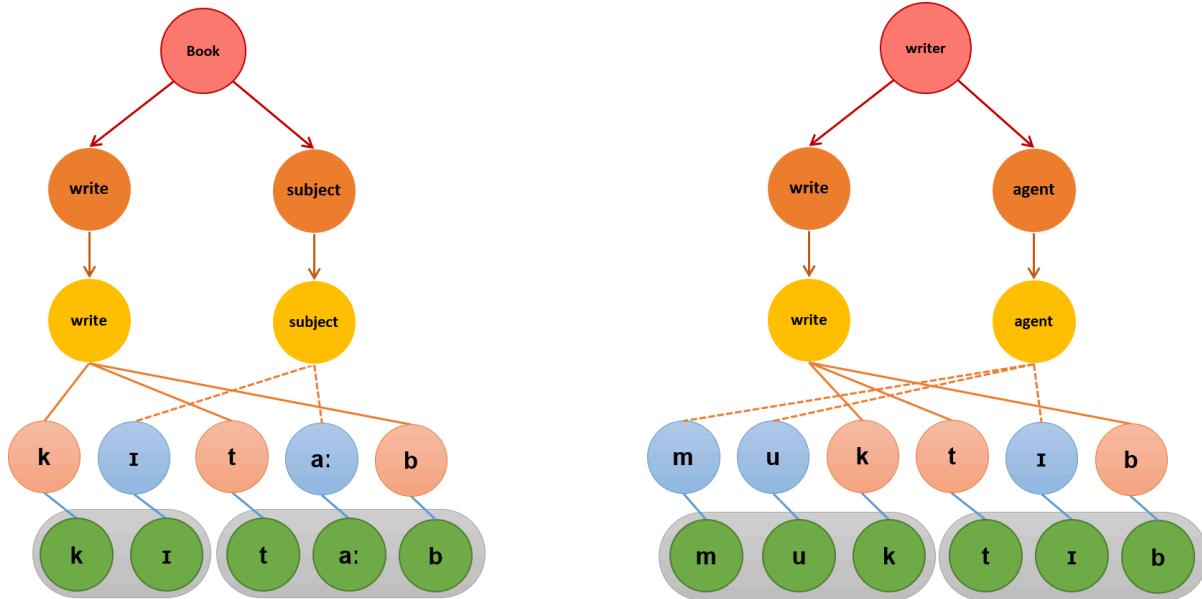 Book
writer
write
subject
write
agent
write
subject
write
agent
k ɪ t aː b
m u k t ɪ b
k ɪ t aː b
m u k t ɪ b